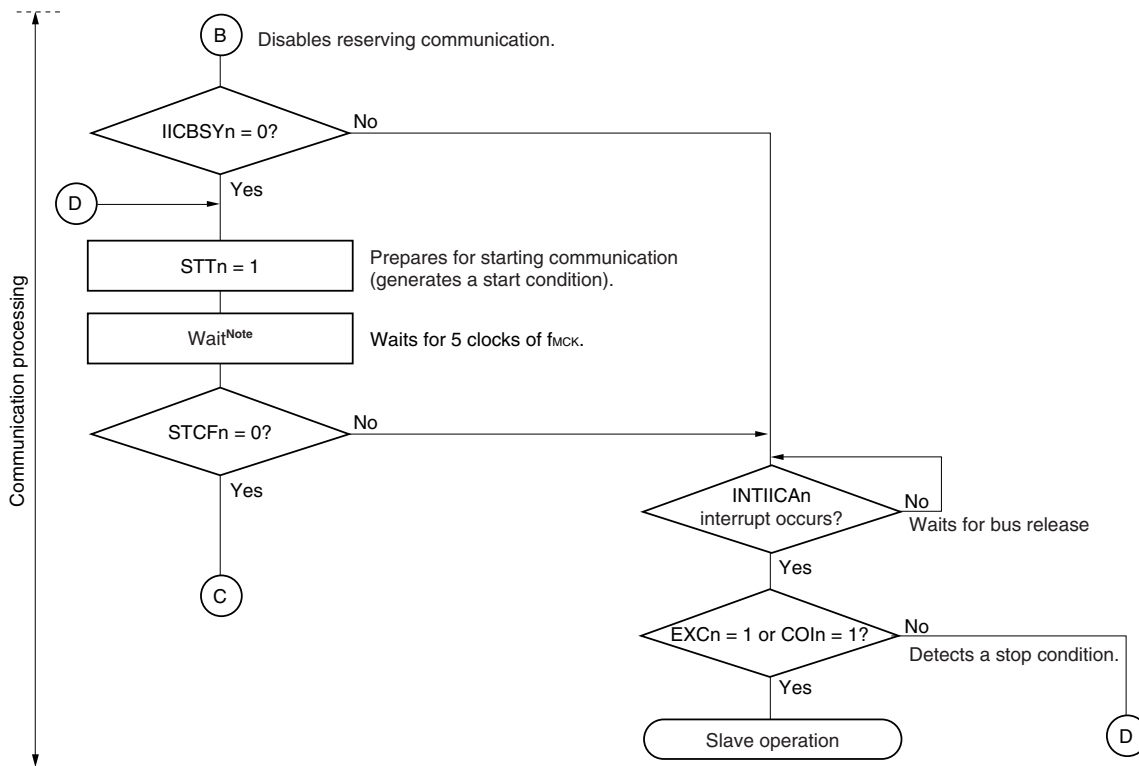 B
Disables reserving communication.
IICBSYn = 0?
No
Yes
D
STTn = 1
Prepares for starting communication
(generates a start condition).
WaitNote
Waits for 5 clocks of fMCK.
STCFn = 0?
No
Yes
INTIICAn
interrupt occurs?
No
Waits for bus release
Yes
C
EXCn = 1 or COIn = 1?
No
Detects a stop condition.
Yes
Slave operation
D
Communication processing